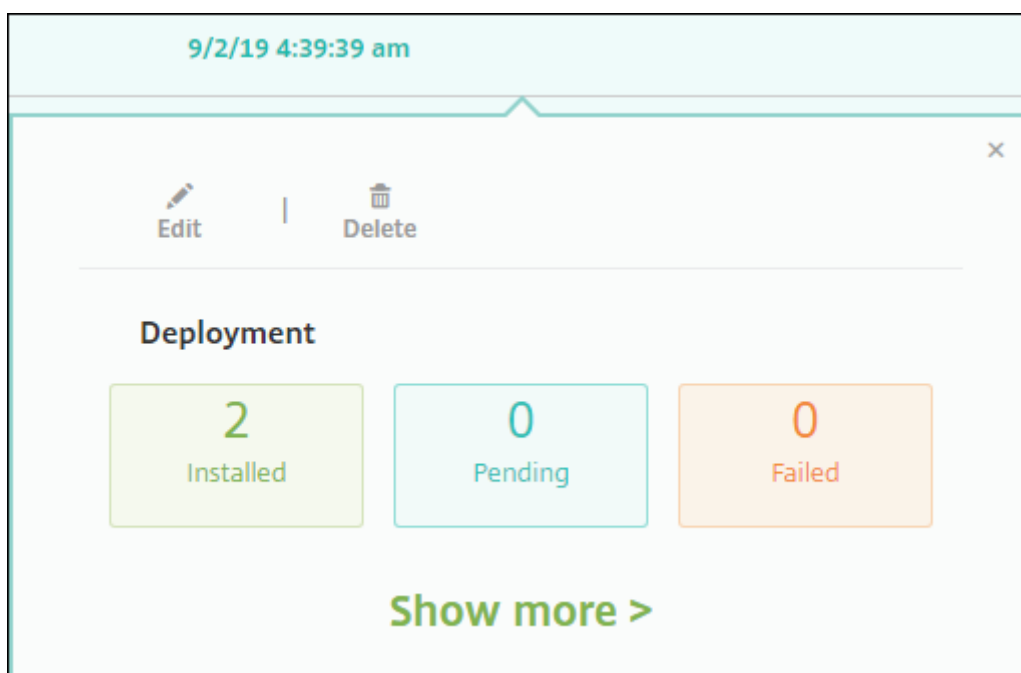 9/2/19 4:39:39 am
×
Edit | Delete
Deployment
2 0 0
Installed Pending Failed
Show more >